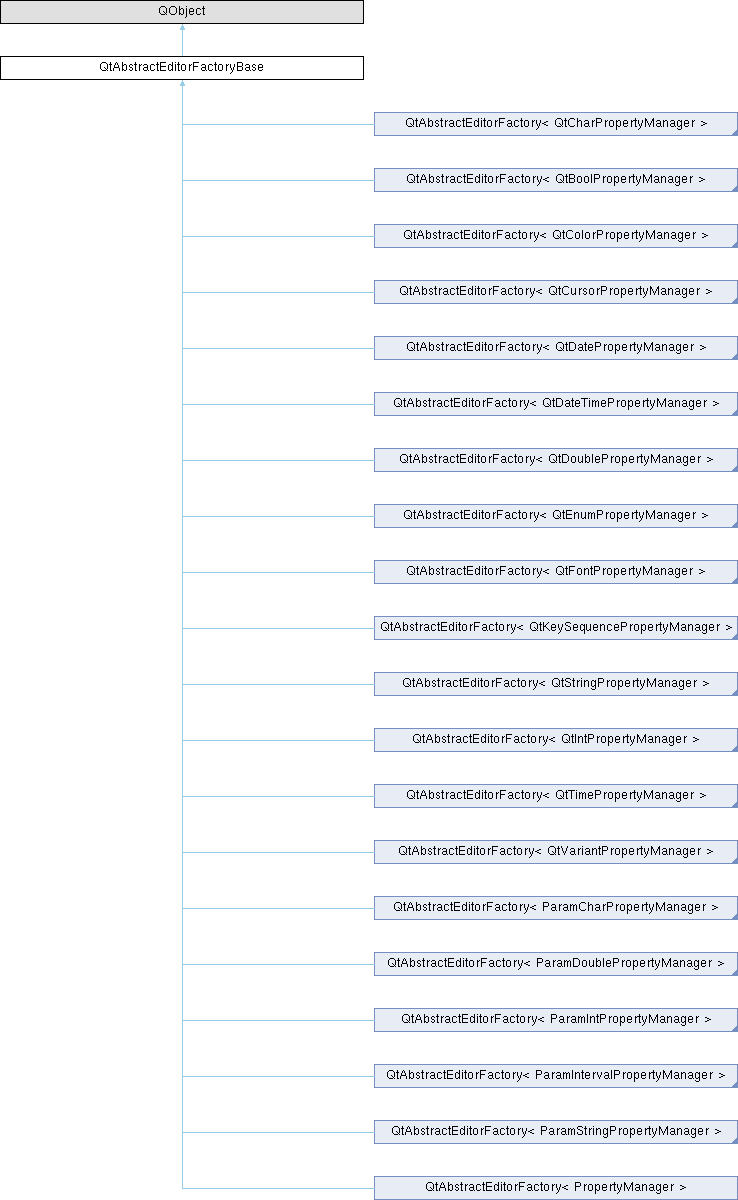 QObject
QtAbstractEditorFactoryBase
QtAbstractEditorFactory< QtCharPropertyManager >
QtAbstractEditorFactory< QtBoolPropertyManager >
QtAbstractEditorFactory< QtColorPropertyManager >
QtAbstractEditorFactory< QtCursorPropertyManager >
QtAbstractEditorFactory< QtDatePropertyManager >
QtAbstractEditorFactory< QtDateTimePropertyManager >
QtAbstractEditorFactory< QtDoublePropertyManager >
QtAbstractEditorFactory< QtEnumPropertyManager >
QtAbstractEditorFactory< QtFontPropertyManager >
QtAbstractEditorFactory< QtKeySequencePropertyManager >
QtAbstractEditorFactory< QtStringPropertyManager >
QtAbstractEditorFactory< QtIntPropertyManager >
QtAbstractEditorFactory< QtTimePropertyManager >
QtAbstractEditorFactory< QtVariantPropertyManager >
QtAbstractEditorFactory< ParamCharPropertyManager >
QtAbstractEditorFactory< ParamDoublePropertyManager >
QtAbstractEditorFactory< ParamIntPropertyManager >
QtAbstractEditorFactory< ParamIntervalPropertyManager >
QtAbstractEditorFactory< ParamStringPropertyManager >
QtAbstractEditorFactory< PropertyManager >